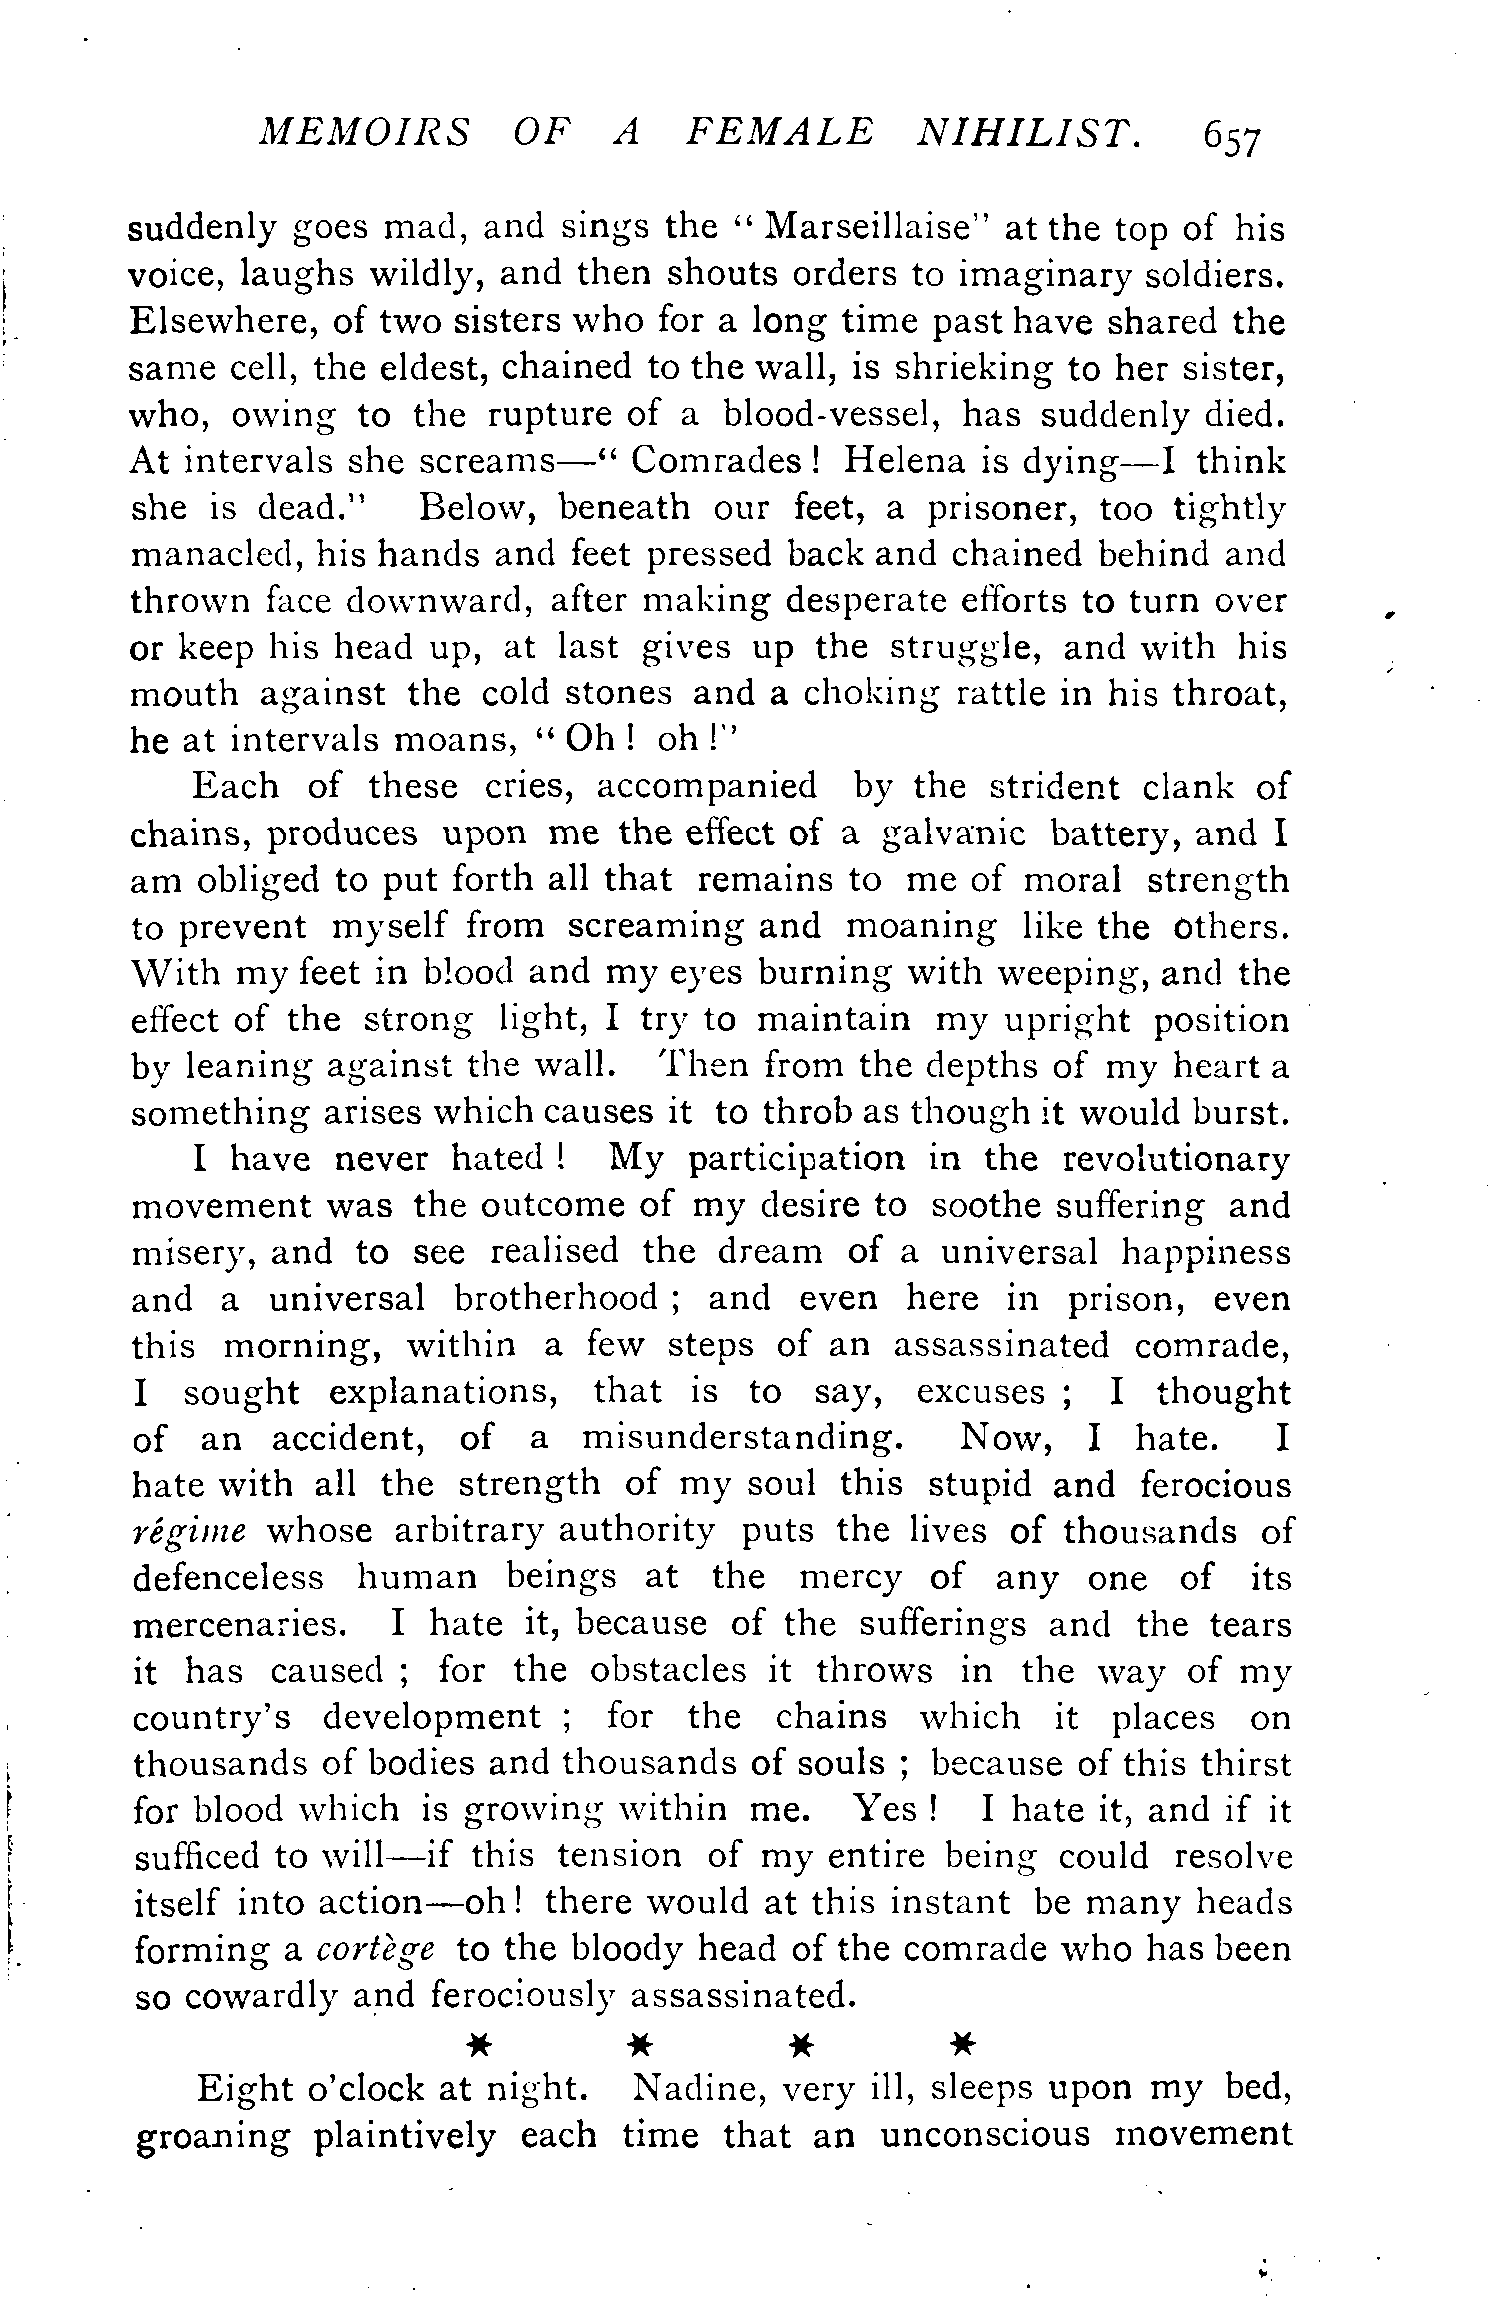 MEMOIRS OF A FEMALE NIHILIST. 657
suddenly goes mad, and sings the " Marseillaise" at the top of his
voice, laughs wildly, and then shouts orders to imaginary soldiers.
Elsewhere, of two sisters who for a long time past have shared the
same cell, the eldest, chained to the wall, is shrieking to her sister,
who, owing to the rupture of a blood-vessel, has suddenly died.
At intervals she screams—" Comrades ! Helena is dying—I think
she is dead." Below, beneath our feet, a prisoner, too tightly
manacled, his hands and feet pressed back and chained behind and
thrown face downward, after making desperate efforts to turn over
or keep his head up, at last gives up the struggle, and with his
mouth against the cold stones and a choking rattle in his throat,
he at intervals moans, " Oh ! oh !"
Each of these cries, accompanied by the strident clank of
chains, produces upon me the effect of a galvanic battery, and I
am obliged to put forth all that remains to me of moral strength
to prevent myself from screaming and moaning like the others.
With my feet in blood and my eyes burning with weeping, and the
effect of the strong light, I try to maintain my upright position
by leaning against the wall. Then from the depths of my heart a
something arises which causes it to throb as though it would burst.
I have never hated ! My participation in the revolutionary
movement was the outcome of my desire to soothe suffering and
misery, and to see realised the dream of a universal happiness
and a universal brotherhood ; and even here in prison, even
this morning, within a few steps of an assassinated comrade,
I sought explanations, that is to say, excuses ; I thought
of an accident, of a misunderstanding. Now, I hate. I
hate with all the strength of my soul this stupid and ferocious
régime whose arbitrary authority puts the lives of thousands of
defenceless human beings at the mercy of any one of its
mercenaries. I hate it, because of the sufferings and the tears
it has caused ; for the obstacles it throws in the way of my
country's development ; for the chains which it places on
thousands of bodies and thousands of souls ; because of this thirst
for blood which is growing within me. Yes ! I hate it, and if it
sufficed to will—if this tension of my entire being could resolve
itself into action—oh ! there would at this instant be many heads
forming a cortège to the bloody head of the comrade who has been
so cowardly and ferociously assassinated.
* * * *
Eight o'clock at night. Nadine, very ill, sleeps upon my bed,
groaning plaintively each time that an unconscious movement